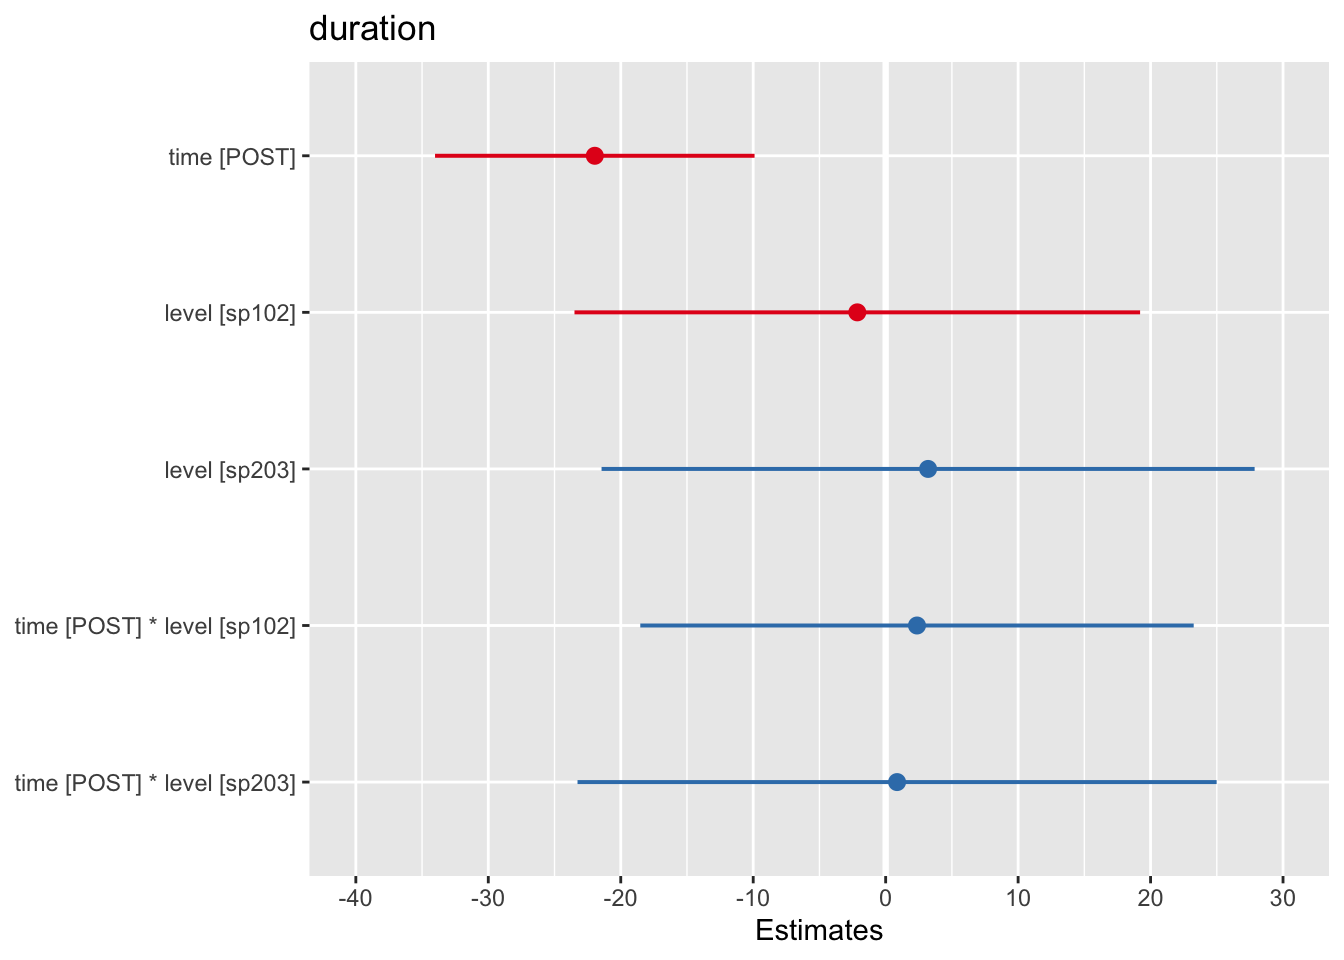 duration
time [POST]
level [sp102]
level [sp203]
time [POST] * level [sp102]
time [POST] * level [sp203]
-40 -30 -20 -10 0 10 20 30
Estimates